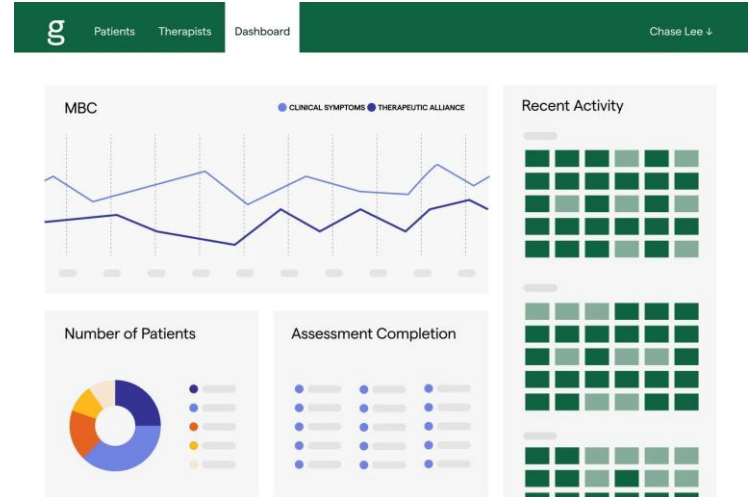 g
Patients
Therapists
Dashboard
Chase Lee ↓
MBC
CLINICAL SYMPTOMS
THERAPEUTIC ALLIANCE
Recent Activity
Number of Patients
Assessment Completion